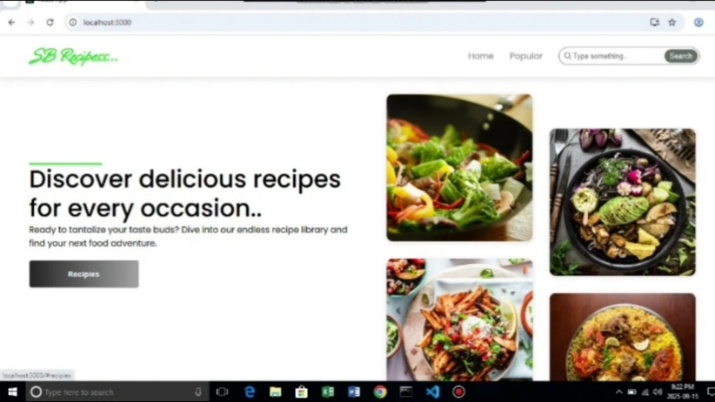 localhost:3000
SB Recipess...
Home
Popular
Type something..
Search
Discover delicious recipes
for every occasion..
Ready to tantalize your taste buds? Dive into our endless recipe library and
find your next food adventure.
Recipies
localhost:3000/#recipes
Type here to search
9:22 PM
2025-09-15